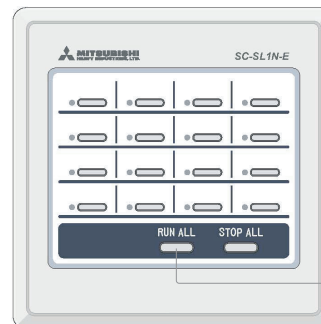 MITSUBISHI SC-SL1N-E
HEAVY INDUSTRIES, LTD.
RUN ALL STOP ALL